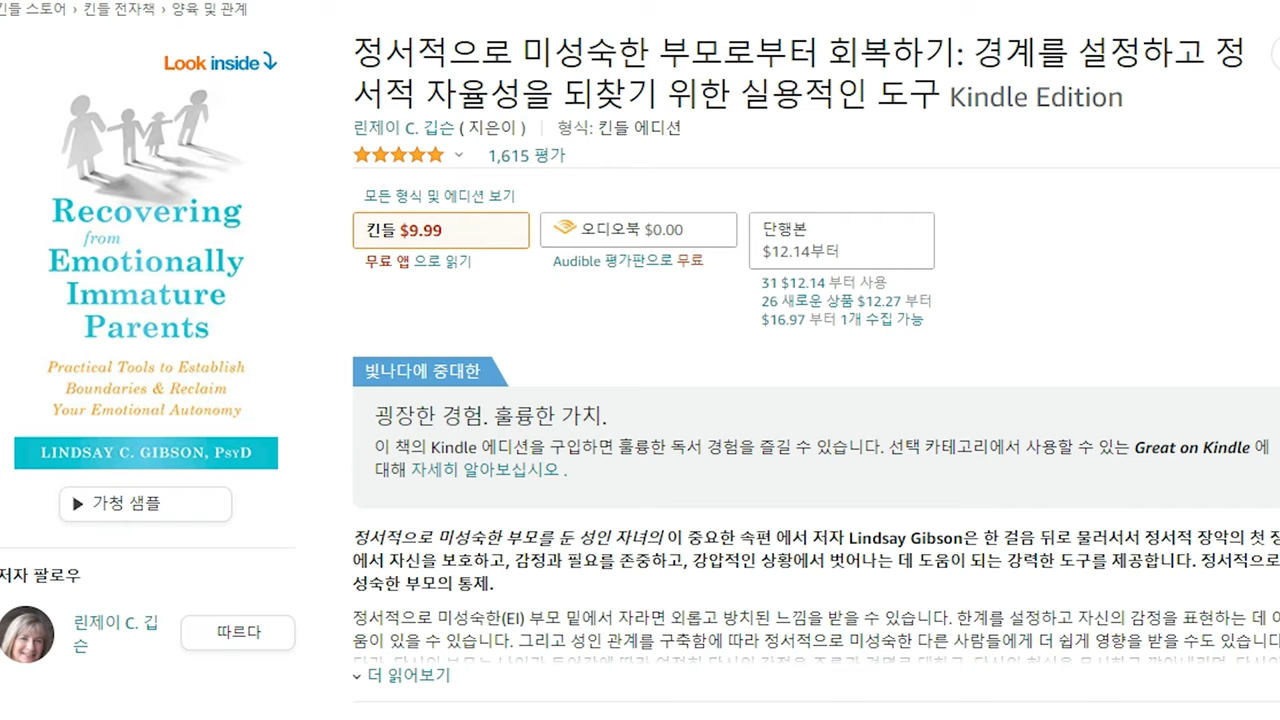 킨들 스토어 › 킨들 전자책 › 양육 및 관계
Look inside
Recovering
from
Emotionally
Immature
Parents
Practical Tools to Establish
Boundaries & Reclaim
Your Emotional Autonomy
LINDSAY C. GIBSON, PsyD
가청 샘플
저자 팔로우
린제이 C. 깁
슨
따르다
정서적으로 미성숙한 부모로부터 회복하기: 경계를 설정하고 정
서적 자율성을 되찾기 위한 실용적인 도구 Kindle Edition
린제이 C. 깁슨 ( 지은이 ) 형식: 킨들 에디션
1,615 평가
모든 형식 및 에디션 보기
킨들 $9.99
무료 앱 으로 읽기
오디오북 $0.00
Audible 평가판으로 무료
단행본
$12.14부터
31 $12.14 부터 사용
26 새로운 상품 $12.27 부터
$16.97 부터 1개 수집 가능
빛나다에 중대한
굉장한 경험. 훌륭한 가치.
이 책의 Kindle 에디션을 구입하면 훌륭한 독서 경험을 즐길 수 있습니다. 선택 카테고리에서 사용할 수 있는 Great on Kindle 에
대해 자세히 알아보십시오 .
정서적으로 미성숙한 부모를 둔 성인 자녀의 이 중요한 속편 에서 저자 Lindsay Gibson은 한 걸음 뒤로 물러서서 정서적 장악의 첫
에서 자신을 보호하고, 감정과 필요를 존중하고, 강압적인 상황에서 벗어나는 데 도움이 되는 강력한 도구를 제공합니다. 정서적으로
성숙한 부모의 통제.
정서적으로 미성숙한(EI) 부모 밑에서 자라면 외롭고 방치된 느낌을 받을 수 있습니다. 한계를 설정하고 자신의 감정을 표현하는 데
움이 있을 수 있습니다. 그리고 성인 관계를 구축함에 따라 정서적으로 미성숙한 다른 사람들에게 더 쉽게 영향을 받을 수도 있습니다
더 읽어보기